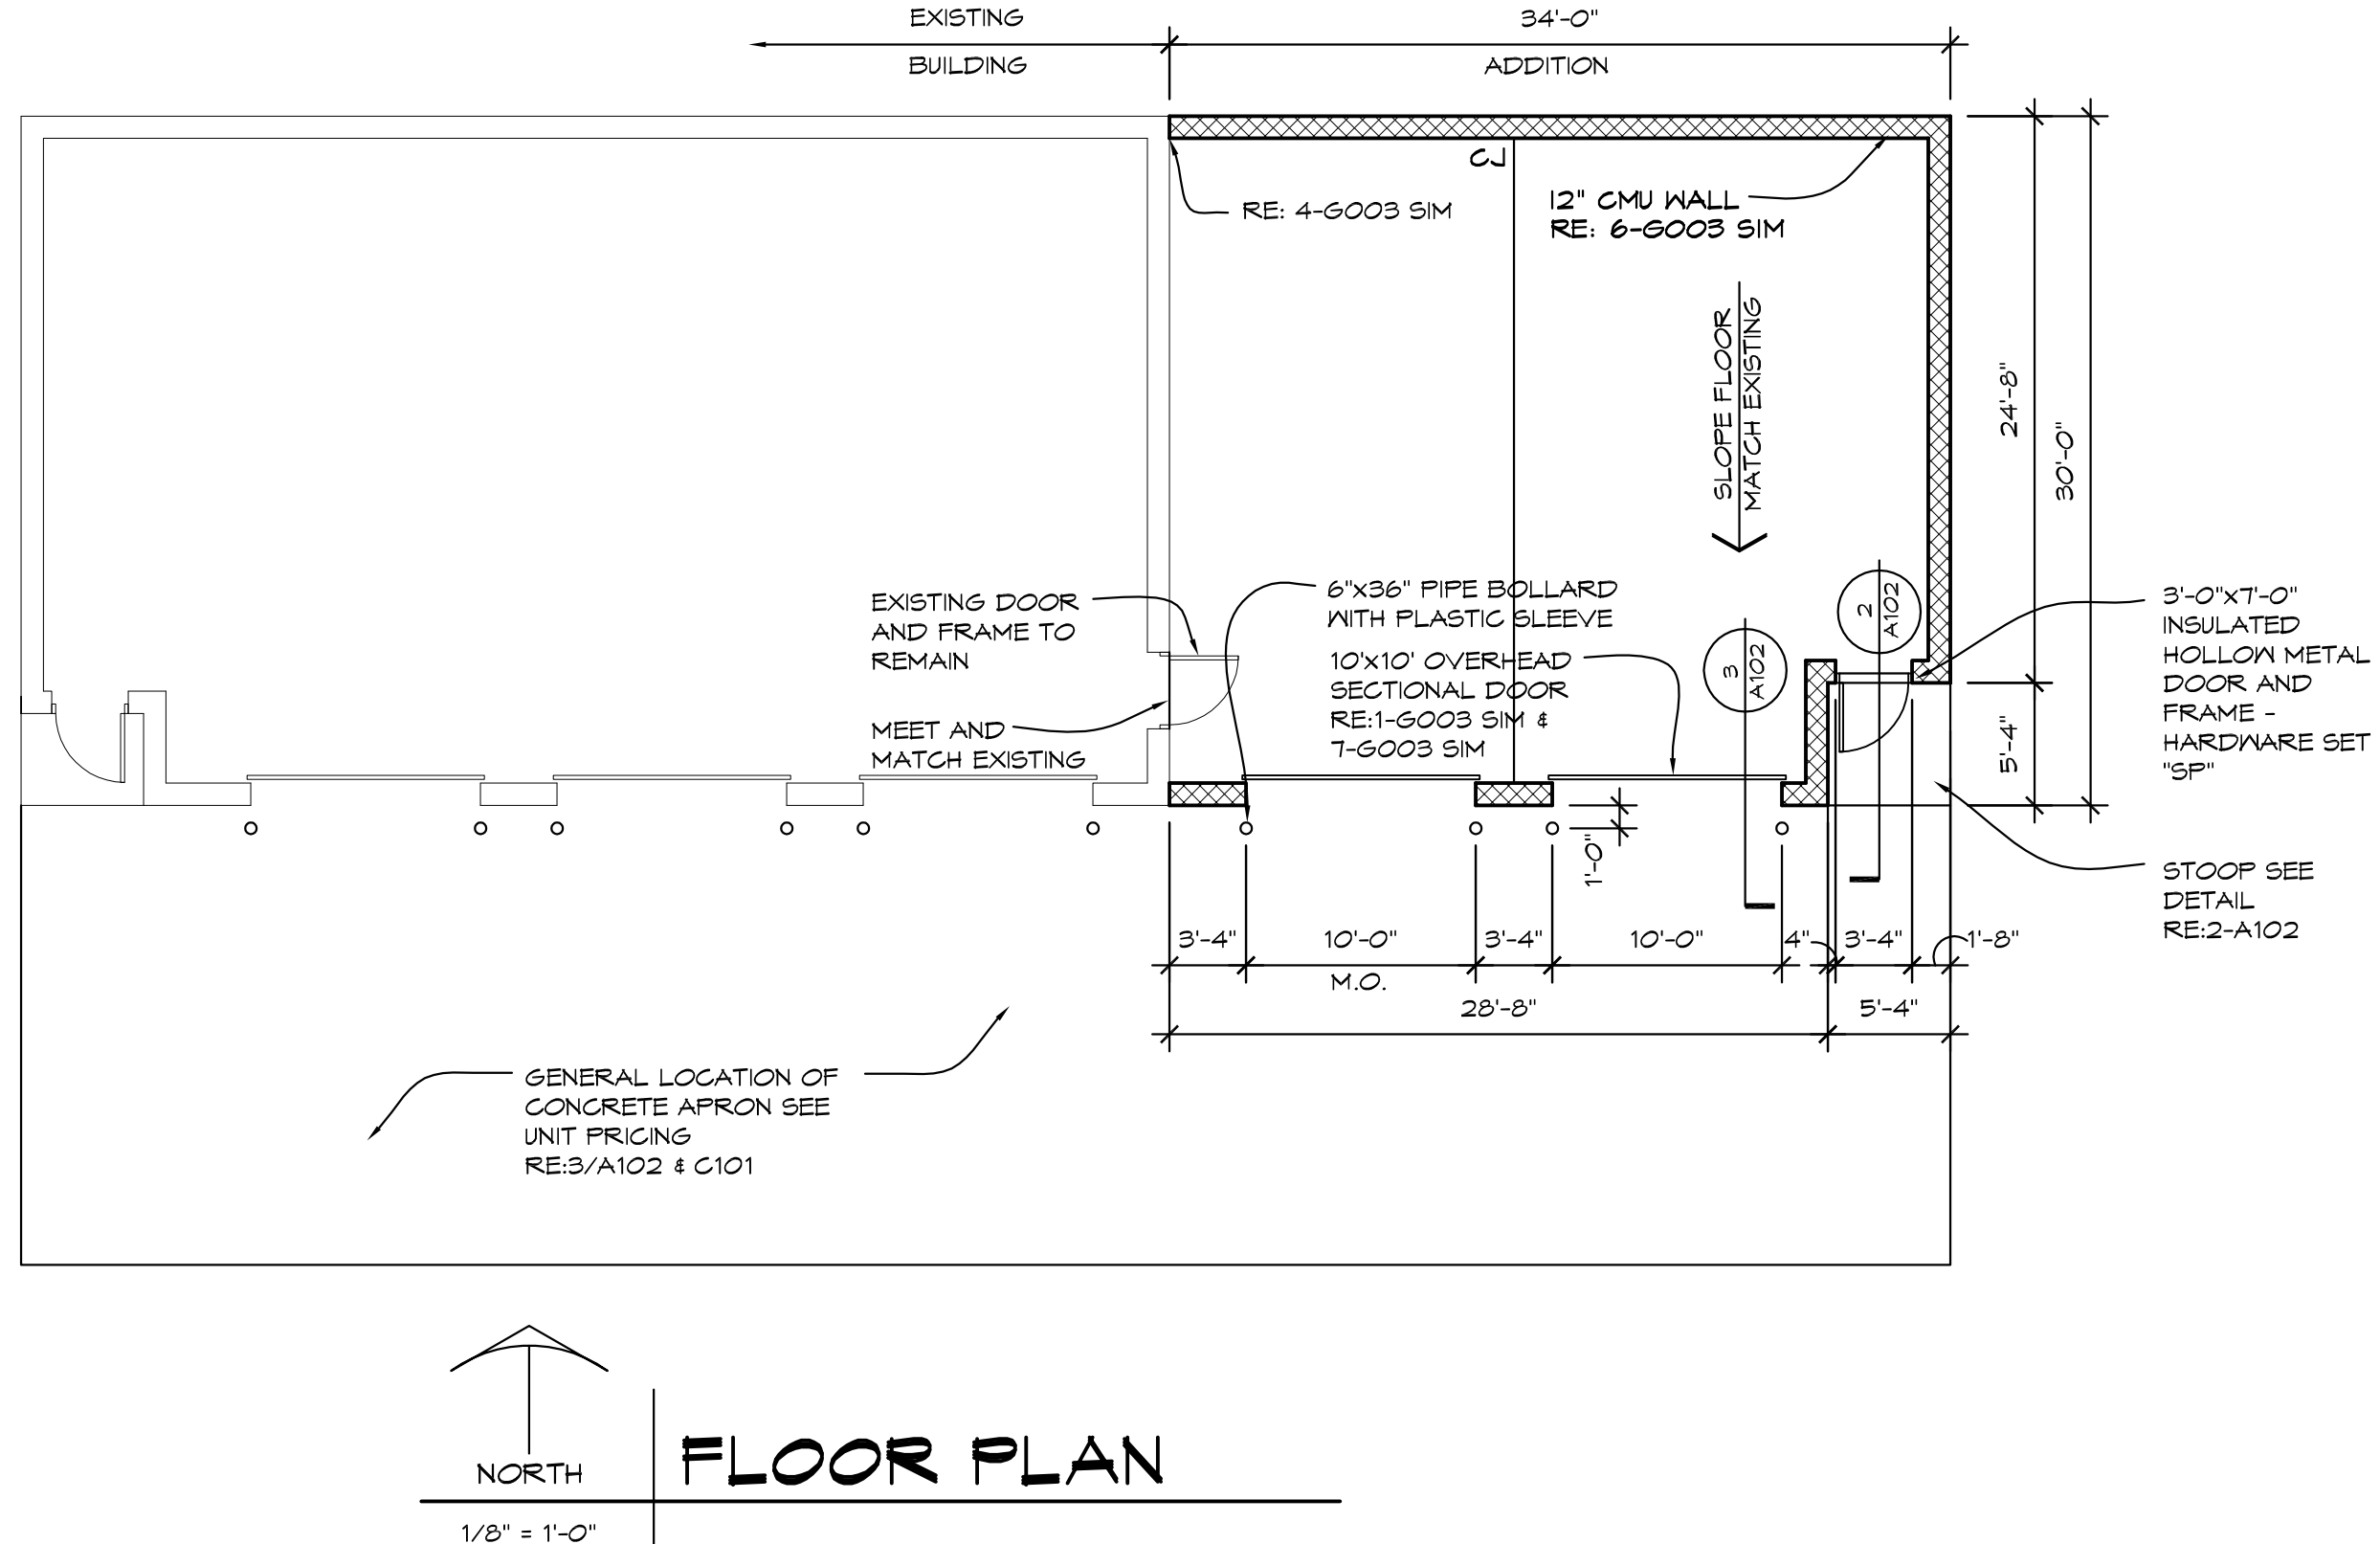 EXISTING
BUILDING
34'-0"
ADDITION
CJ
RE: 4-G003 SIM
12" CMU WALL
RE: 6-G003 SIM
SLOPE FLOOR
MATCH EXISTING
24'-8"
30'-0"
5'-4"
EXISTING DOOR
AND FRAME TO
REMAIN
MEET AND
MATCH EXISTING
6"x36" PIPE BOLLARD
WITH PLASTIC SLEEVE
10'x10' OVERHEAD
SECTIONAL DOOR
RE:1-G003 SIM &
7-G003 SIM
3
A102
2
A102
3'-0"x7'-0"
INSULATED
HOLLOW METAL
DOOR AND
FRAME -
HARDWARE SET
"SP"
STOOP SEE
DETAIL
RE:2-A102
1'-0"
3'-4"
10'-0"
M.O.
3'-4"
10'-0"
4"
3'-4"
1'-8"
28'-8"
5'-4"
GENERAL LOCATION OF
CONCRETE APRON SEE
UNIT PRICING
RE:3/A102 & C101
NORTH
FLOOR PLAN
1/8" = 1'-0"